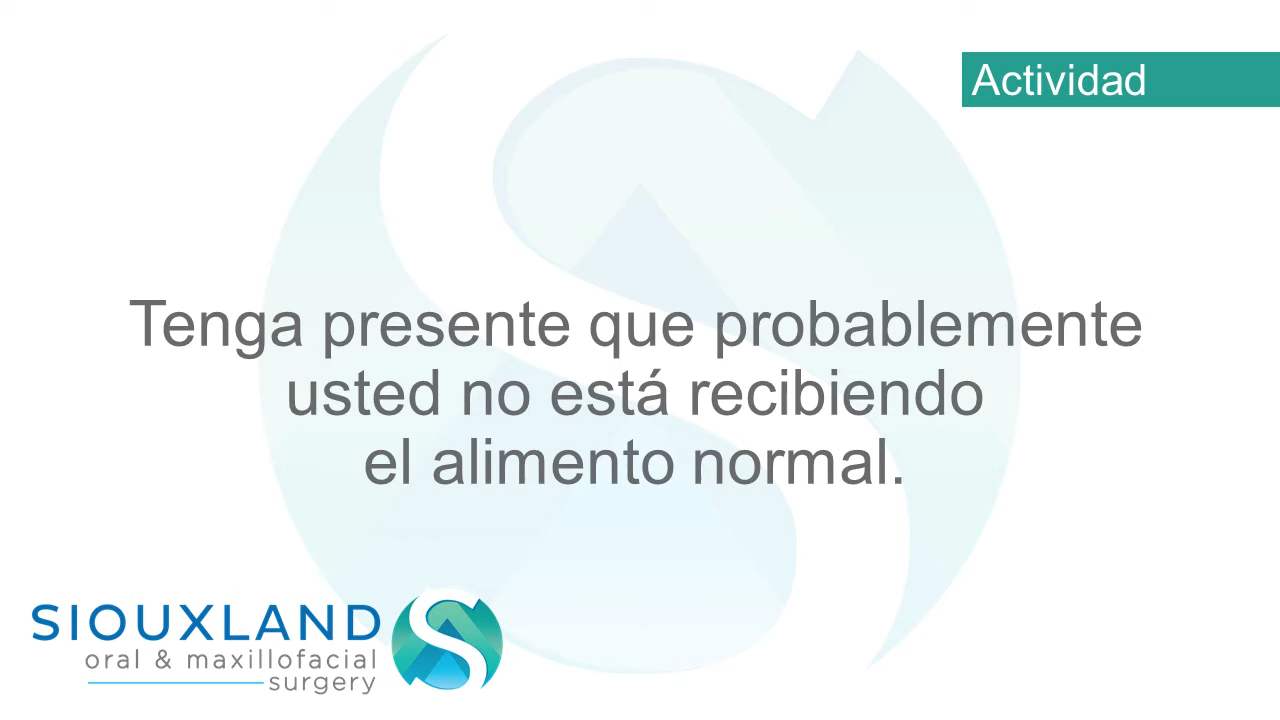 Actividad
Tenga presente que probablemente
usted no está recibiendo
el alimento normal.
SIOUXLAND
oral & maxillofacial
surgery